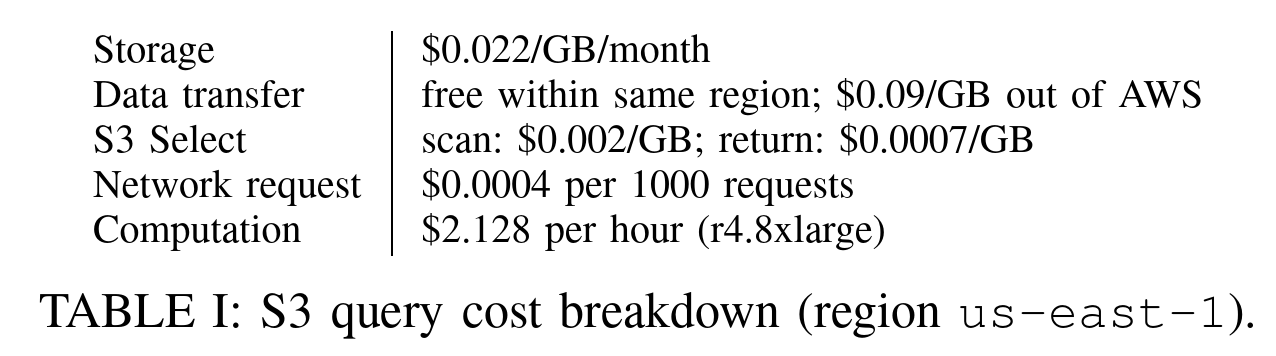 Storage $0.022/GB/month
Data transfer free within same region; $0.09/GB out of AWS
S3 Select scan: $0.002/GB; return: $0.0007/GB
Network request $0.0004 per 1000 requests
Computation $2.128 per hour (r4.8xlarge)
TABLE I: S3 query cost breakdown (region us-east-1).